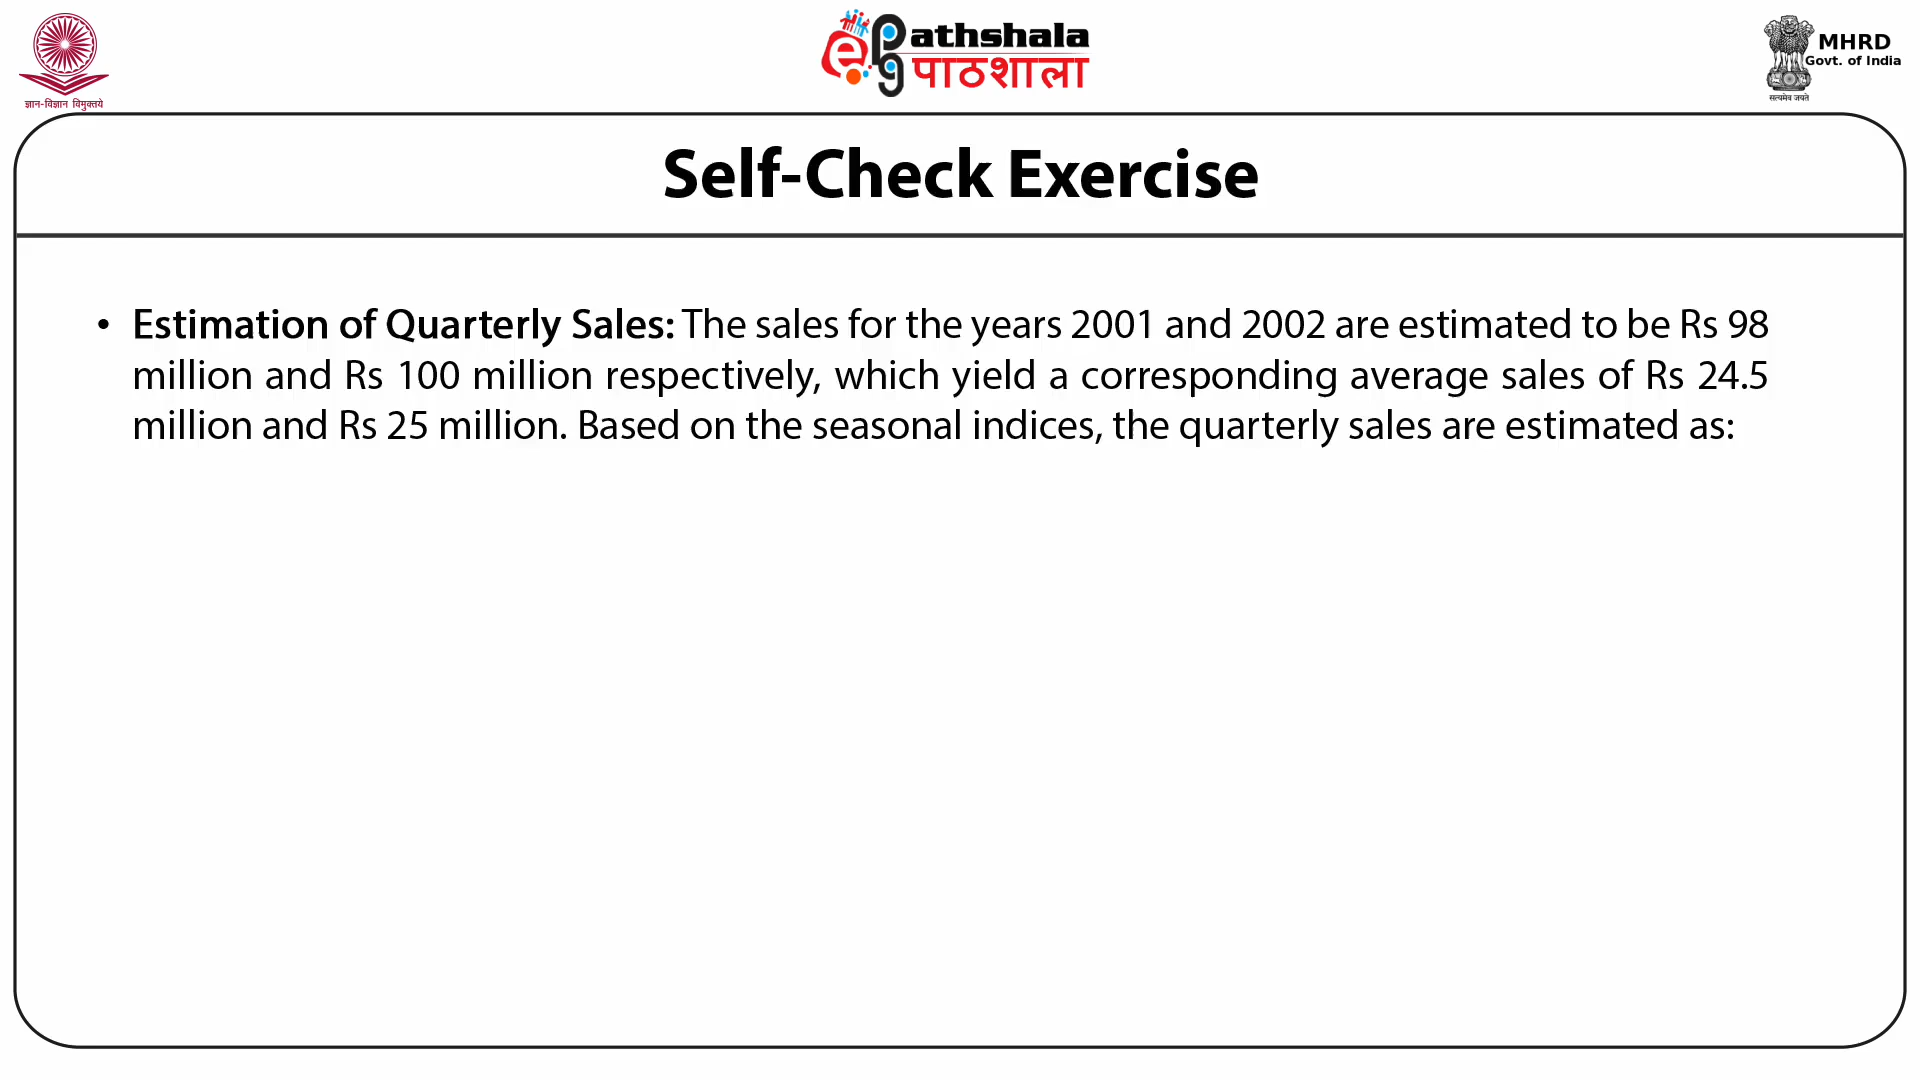 ज्ञान-विज्ञान विमुक्तये
e pg athshala
पाठशाला
MHRD
Govt. of India
सत्यमेव जयते
Self-Check Exercise
• Estimation of Quarterly Sales: The sales for the years 2001 and 2002 are estimated to be Rs 98
million and Rs 100 million respectively, which yield a corresponding average sales of Rs 24.5
million and Rs 25 million. Based on the seasonal indices, the quarterly sales are estimated as: